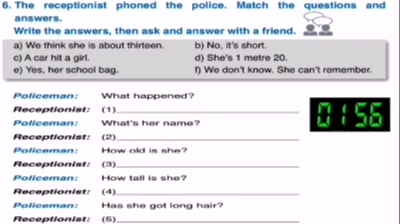 6. The receptionist phoned the police. Match the questions and
answers.
Write the answers, then ask and answer with a friend.
a) We think she is about thirteen. b) No, it's short.
c) A car hit a girl. d) She's 1 metre 20.
e) Yes, her school bag. f) We don't know. She can't remember.
Policeman: What happened?
Receptionist: (1)
Policeman: What's her name?
Receptionist: (2)
Policeman: How old is she?
Receptionist: (3)
Policeman: How tall is she?
Receptionist: (4)
Policeman: Has she got long hair?
Receptionist: (5)
01:56